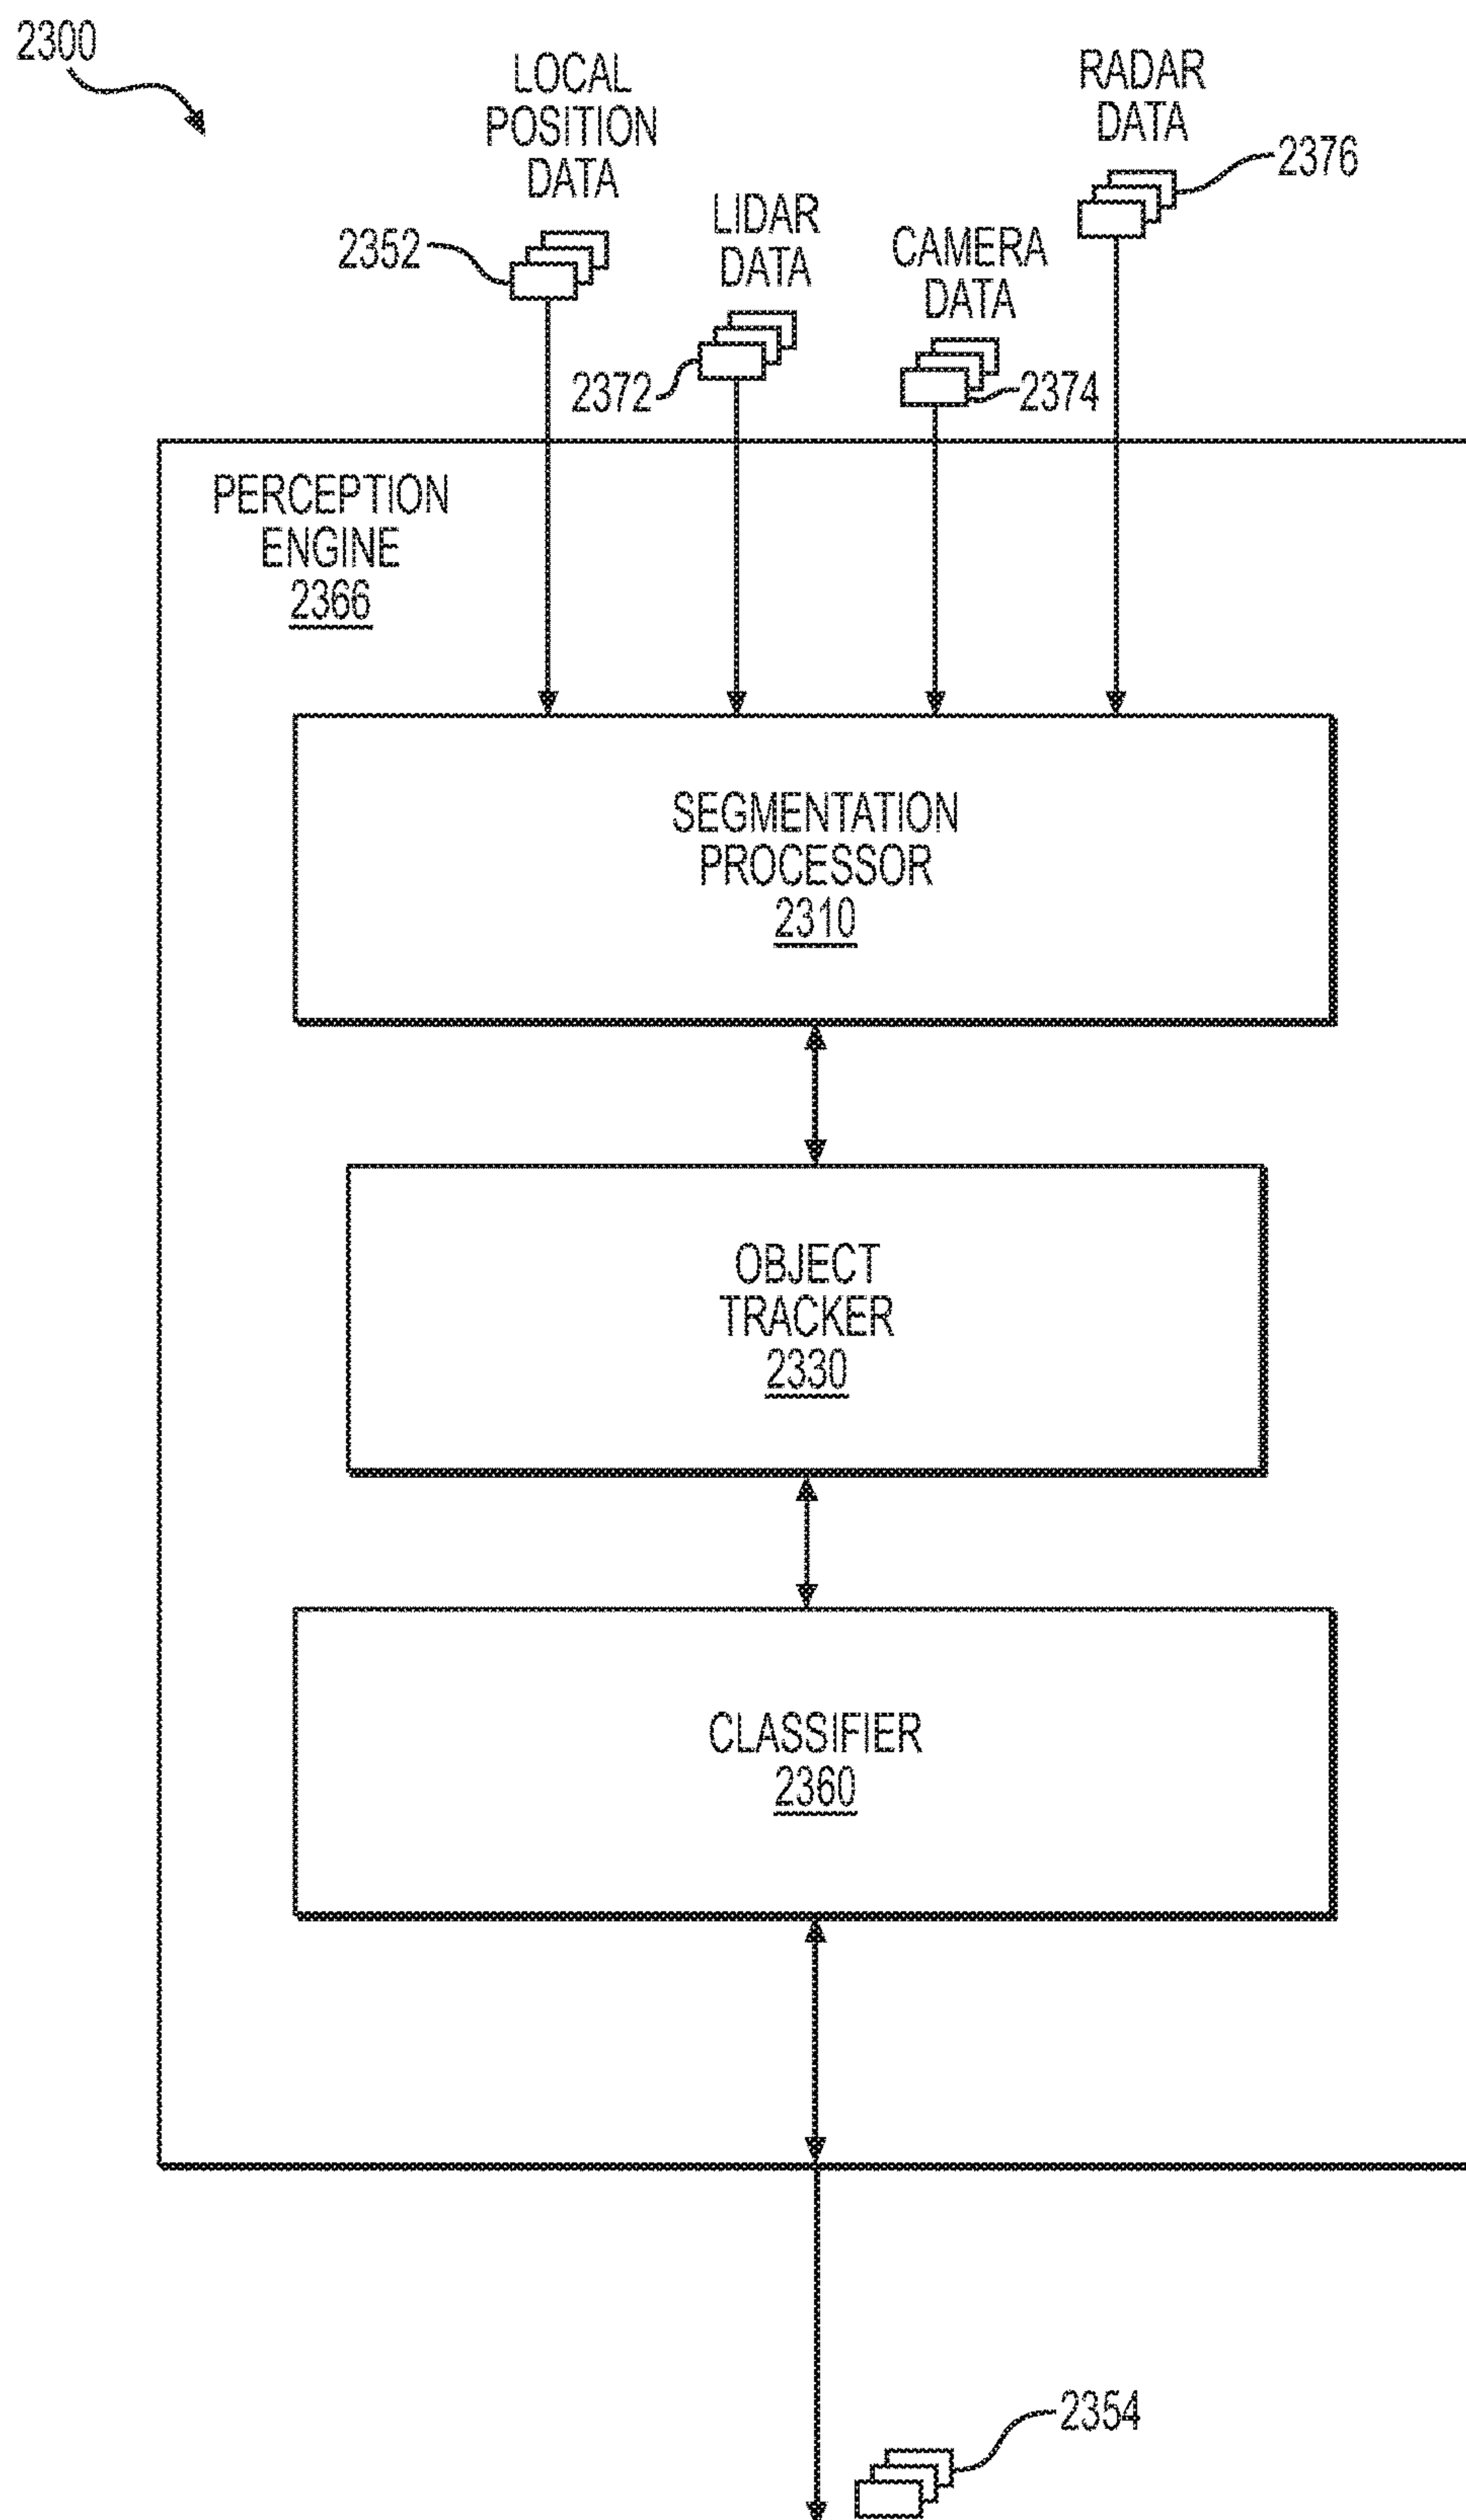 2300
LOCAL
POSITION
DATA
2352
LIDAR
DATA
2372
CAMERA
DATA
2374
RADAR
DATA
2376
PERCEPTION
ENGINE
2366
SEGMENTATION
PROCESSOR
2310
OBJECT
TRACKER
2330
CLASSIFIER
2360
2354